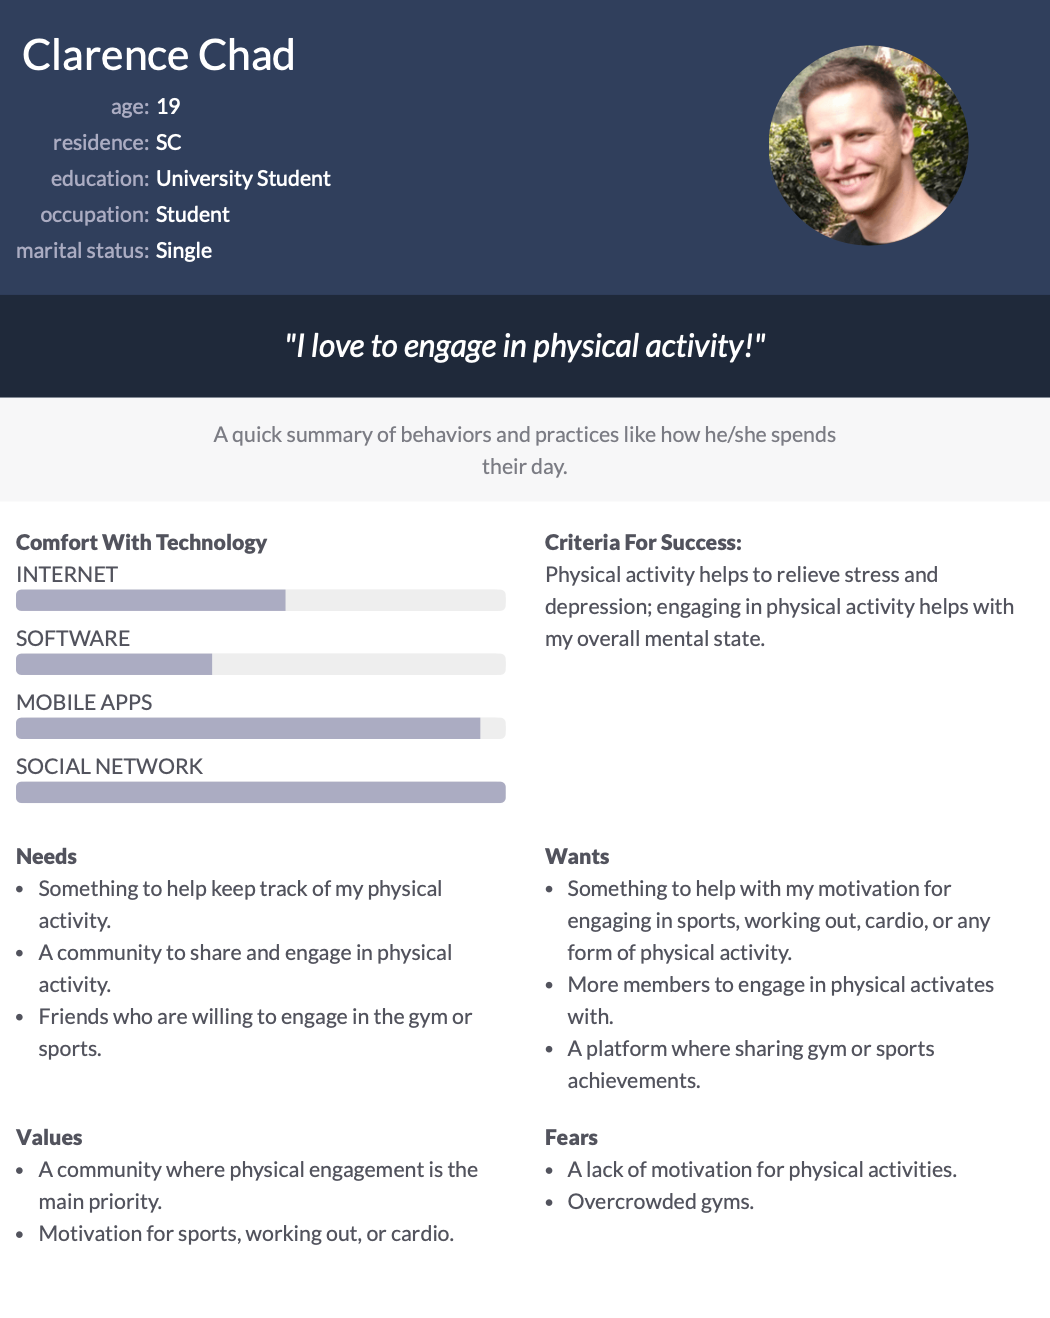 Clarence Chad
age: 19
residence: SC
education: University Student
occupation: Student
marital status: Single
"I love to engage in physical activity!"
A quick summary of behaviors and practices like how he/she spends
their day.
Comfort With Technology
INTERNET
SOFTWARE
MOBILE APPS
SOCIAL NETWORK
Criteria For Success:
Physical activity helps to relieve stress and
depression; engaging in physical activity helps with
my overall mental state.
Needs
• Something to help keep track of my physical
activity.
• A community to share and engage in physical
activity.
• Friends who are willing to engage in the gym or
sports.
Wants
• Something to help with my motivation for
engaging in sports, working out, cardio, or any
form of physical activity.
• More members to engage in physical activates
with.
• A platform where sharing gym or sports
achievements.
Values
• A community where physical engagement is the
main priority.
• Motivation for sports, working out, or cardio.
Fears
• A lack of motivation for physical activities.
• Overcrowded gyms.